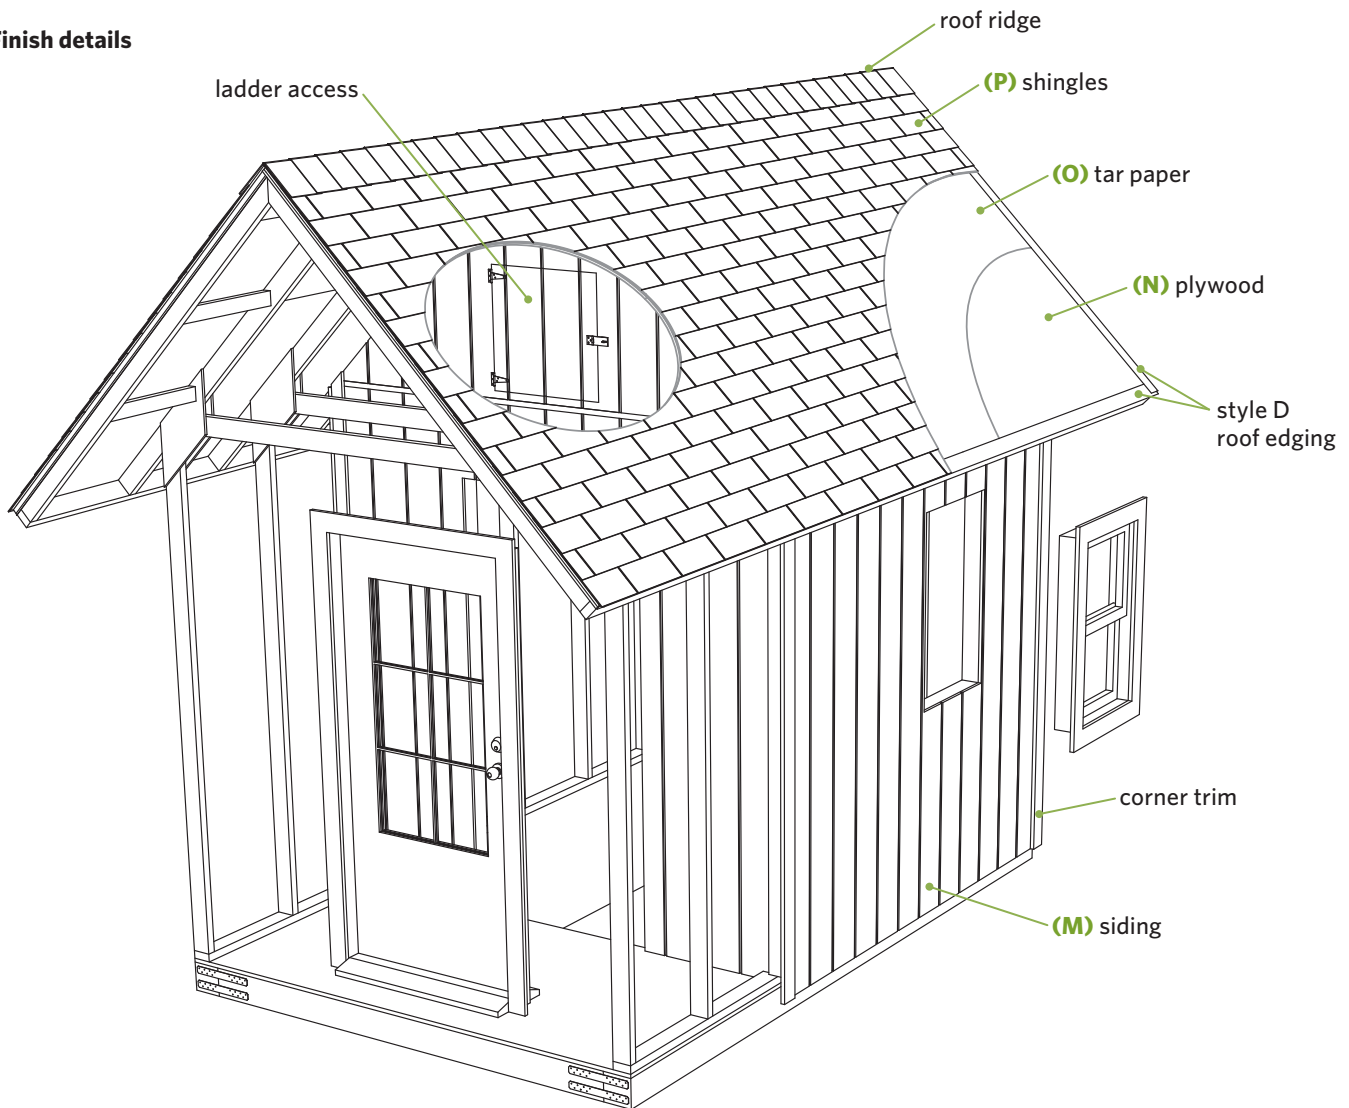 Finish details
roof ridge
ladder access
(P) shingles
(O) tar paper
(N) plywood
style D
roof edging
corner trim
(M) siding